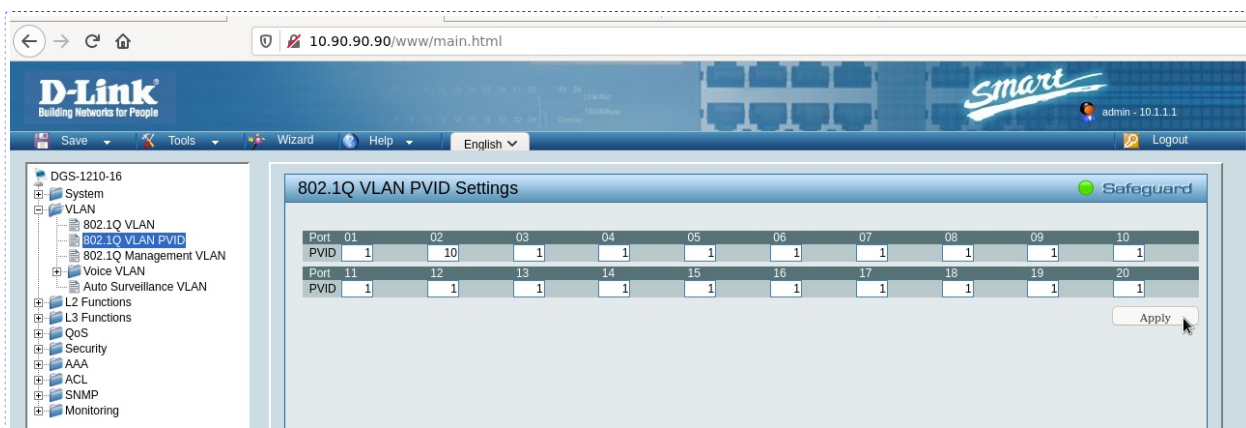 10.90.90.90/www/main.html
D-Link
Building Networks for People
smart
admin - 10.1.1.1
Save Tools Wizard Help English Logout
DGS-1210-16
System
VLAN
802.1Q VLAN
802.1Q VLAN PVID
802.1Q Management VLAN
Voice VLAN
Auto Surveillance VLAN
L2 Functions
L3 Functions
QoS
Security
AAA
ACL
SNMP
Monitoring
802.1Q VLAN PVID Settings Safeguard
Port 01 02 03 04 05 06 07 08 09 10
PVID 1 10 1 1 1 1 1 1 1 1
Port 11 12 13 14 15 16 17 18 19 20
PVID 1 1 1 1 1 1 1 1 1 1
Apply